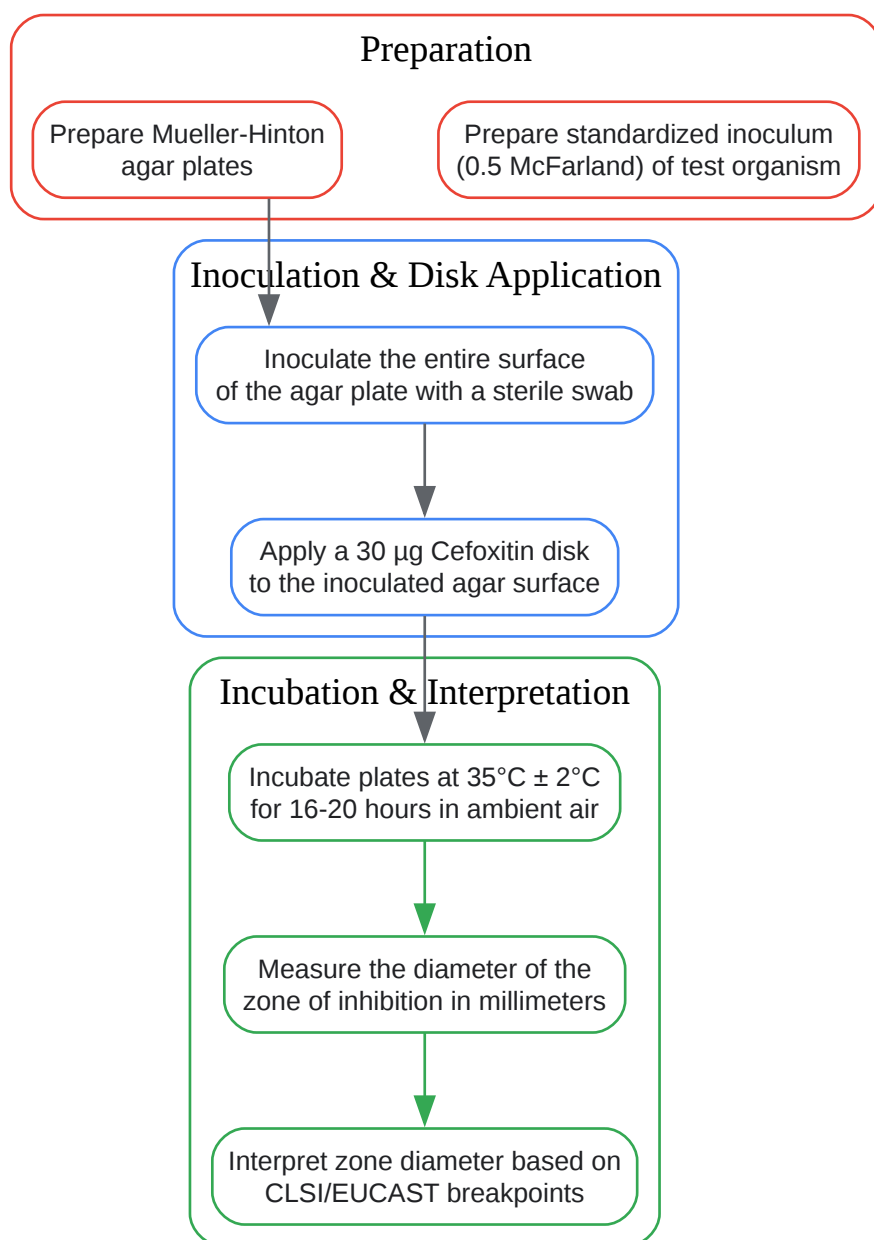 Preparation
Prepare Mueller-Hinton
agar plates
Prepare standardized inoculum
(0.5 McFarland) of test organism
Inoculation & Disk Application
Inoculate the entire surface
of the agar plate with a sterile swab
Apply a 30 µg Cefoxitin disk
to the inoculated agar surface
Incubation & Interpretation
Incubate plates at 35°C ± 2°C
for 16-20 hours in ambient air
Measure the diameter of the
zone of inhibition in millimeters
Interpret zone diameter based on
CLSI/EUCAST breakpoints